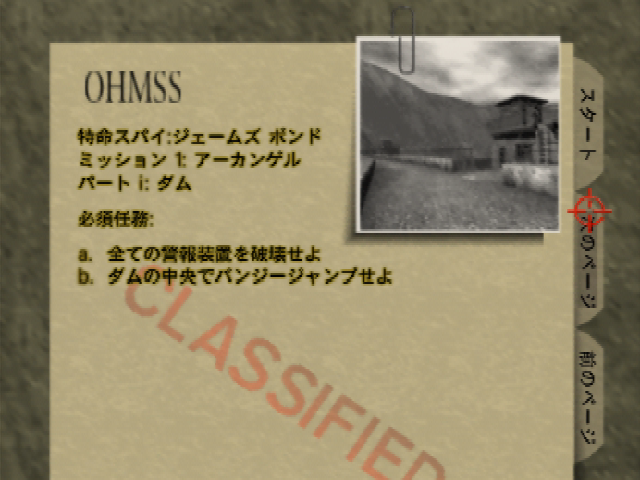 OHMSS
特命スパイ:ジェームズ ボンド
ミッション 1: アーカンゲル
パート i: ダム
必須任務:
a. 全ての警報装置を破壊せよ
b. ダムの中央でバンジージャンプせよ
CLASSIFIED
スタート
次のページ
前のページ